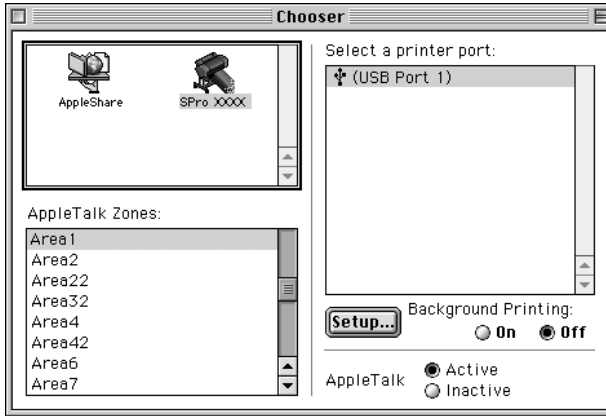 Chooser
AppleShare
SPro XXXX
AppleTalk Zones:
Area1
Area2
Area22
Area32
Area4
Area42
Area6
Area7
Select a printer port:
(USB Port 1)
Setup...
Background Printing:
On Off
AppleTalk
Active
Inactive